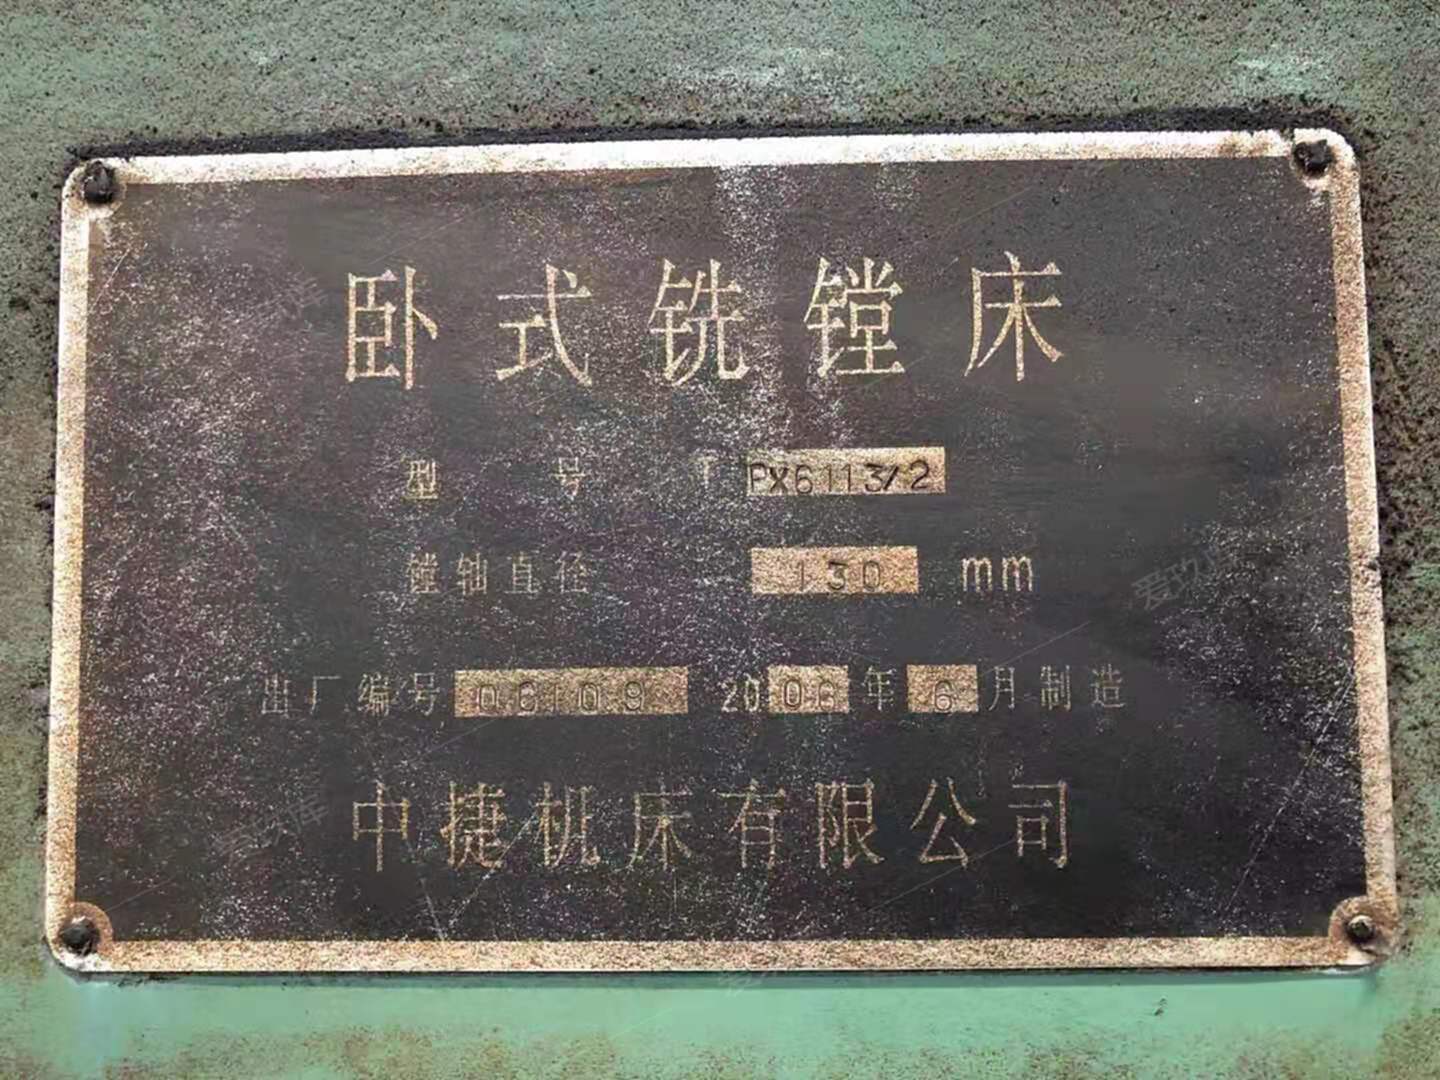 卧式铣镗床
型号 TPX6113/2
镗轴直径 130 mm
出厂编号 06109 2006年6月制造
中捷机床有限公司